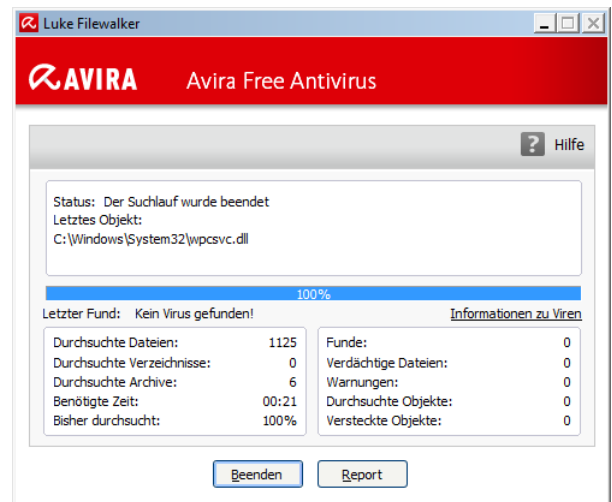 Luke Filewalker
AVIRA Avira Free Antivirus
? Hilfe
Status: Der Suchlauf wurde beendet
Letztes Objekt:
C:\Windows\System32\wpcsvc.dll
100%
Letzter Fund: Kein Virus gefunden! Informationen zu Viren
Durchsuchte Dateien: 1125
Durchsuchte Verzeichnisse: 0
Durchsuchte Archive: 6
Benötigte Zeit: 00:21
Bisher durchsucht: 100%
Funde: 0
Verdächtige Dateien: 0
Warnungen: 0
Durchsuchte Objekte: 0
Versteckte Objekte: 0
Beenden Report